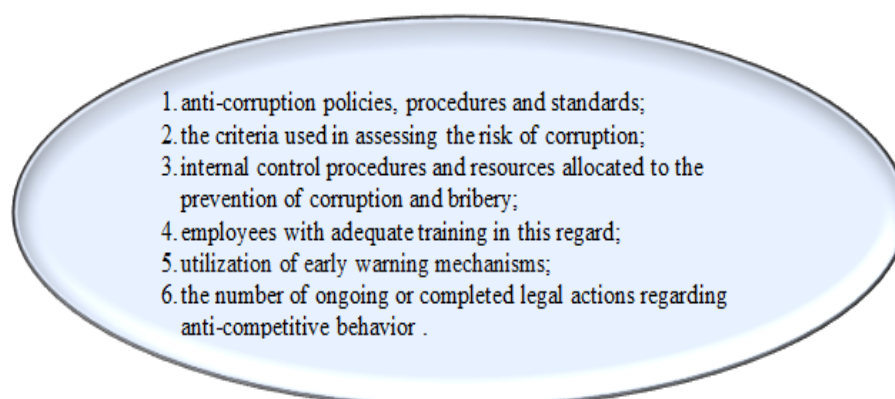 1. anti-corruption policies, procedures and standards;
2. the criteria used in assessing the risk of corruption;
3. internal control procedures and resources allocated to the
prevention of corruption and bribery;
4. employees with adequate training in this regard;
5. utilization of early warning mechanisms;
6. the number of ongoing or completed legal actions regarding
anti-competitive behavior .